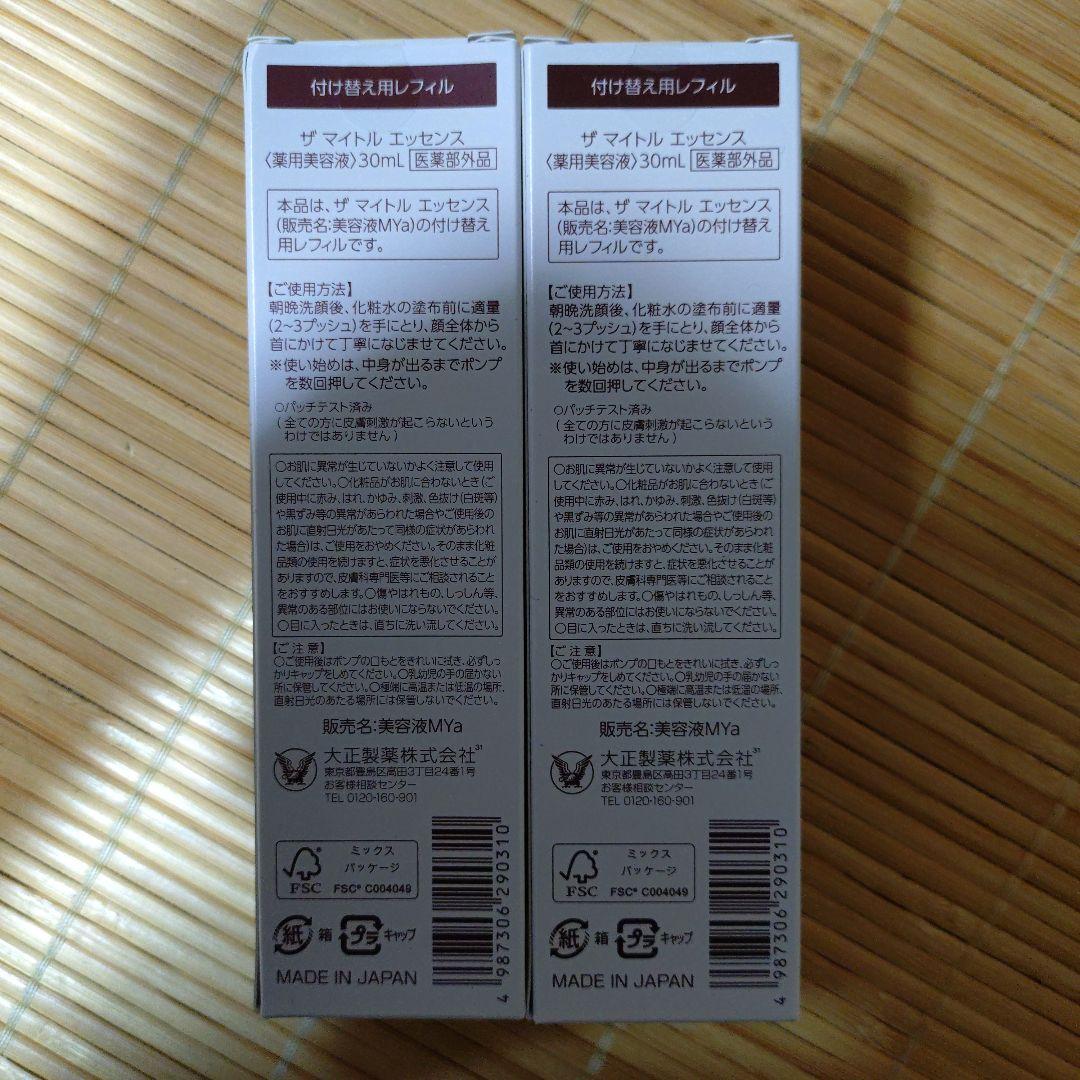 付け替え用レフィル
ザ マイトル エッセンス
〈薬用美容液〉30mL 医薬部外品
本品は、ザ マイトル エッセンス
(販売名:美容液MYa)の付け替え
用レフィルです。
【ご使用方法】
朝晩洗顔後、化粧水の塗布前に適量
(2~3プッシュ)を手にとり、顔全体から
首にかけて丁寧になじませてください。
※使い始めは、中身が出るまでポンプ
を数回押してください。
○パッチテスト済み
(全ての方に皮膚刺激が起こらないという
わけではありません)
○お肌に異常が生じていないかよく注意して使用
してください。○化粧品がお肌に合わないとき(ご
使用中に赤み、はれ、かゆみ、刺激、色抜け(白斑等)
や黒ずみ等の異常があらわれた場合やご使用後の
お肌に直射日光があたって同様の症状があらわれ
た場合)は、ご使用をおやめください。そのまま化粧
品類の使用を続けますと、症状を悪化させることが
ありますので、皮膚科専門医等にご相談されること
をおすすめします。○傷やはれもの、しっしん等、
異常のある部位にはお使いにならないでください。
○目に入ったときは、直ちに洗い流してください。
【ご注意】
○ご使用後はポンプの口もとをきれいに拭き、必ずしっ
かりキャップをしめてください。○乳幼児の手の届かない
所に保管してください。○極端に高温または低温の場所、
直射日光のあたる場所には保管しないでください。
販売名:美容液MYa
大正製薬株式会社31
東京都豊島区高田3丁目24番1号
お客様相談センター
TEL 0120-160-901
ミックス
パッケージ
FSC
FSC® C004049
紙 箱 プラ キャップ
MADE IN JAPAN
4 987306 290310
付け替え用レフィル
ザ マイトル エッセンス
〈薬用美容液〉30mL 医薬部外品
本品は、ザ マイトル エッセンス
(販売名:美容液MYa)の付け替え
用レフィルです。
【ご使用方法】
朝晩洗顔後、化粧水の塗布前に適量
(2~3プッシュ)を手にとり、顔全体から
首にかけて丁寧になじませてください。
※使い始めは、中身が出るまでポンプ
を数回押してください。
○パッチテスト済み
(全ての方に皮膚刺激が起こらないという
わけではありません)
○お肌に異常が生じていないかよく注意して使用
してください。○化粧品がお肌に合わないとき(ご
使用中に赤み、はれ、かゆみ、刺激、色抜け(白斑等)
や黒ずみ等の異常があらわれた場合やご使用後の
お肌に直射日光があたって同様の症状があらわれ
た場合)は、ご使用をおやめください。そのまま化粧
品類の使用を続けますと、症状を悪化させることが
ありますので、皮膚科専門医等にご相談されること
をおすすめします。○傷やはれもの、しっしん等、
異常のある部位にはお使いにならないでください。
○目に入ったときは、直ちに洗い流してください。
【ご注意】
○ご使用後はポンプの口もとをきれいに拭き、必ずしっ
かりキャップをしめてください。○乳幼児の手の届かない
所に保管してください。○極端に高温または低温の場所、
直射日光のあたる場所には保管しないでください。
販売名:美容液MYa
大正製薬株式会社31
東京都豊島区高田3丁目24番1号
お客様相談センター
TEL 0120-160-901
ミックス
パッケージ
FSC
FSC® C004049
紙 箱 プラ キャップ
MADE IN JAPAN
4 987306 290310